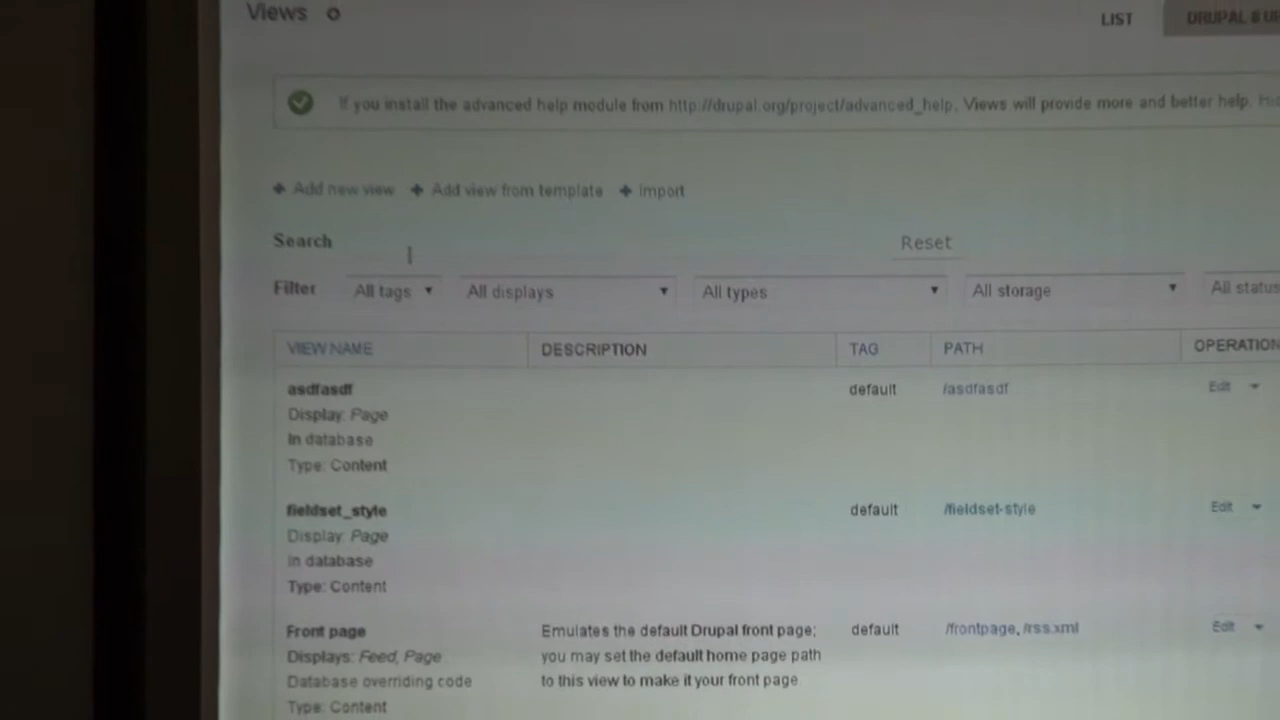 Views
LIST
If you install the advanced help module from http://drupal.org/project/advanced_help, Views will provide more and better help.
Add new view Add view from template Import
Search Reset
Filter All tags All displays All types All storage All status
VIEW NAME DESCRIPTION TAG PATH OPERATION
asdfasdf default /asdfasdf Edit
Display: Page
In database
Type: Content
fieldset_style default /fieldset-style Edit
Display: Page
In database
Type: Content
Front page Emulates the default Drupal front page; default /frontpage, /rss.xml Edit
Displays: Feed, Page you may set the default home page path
Database overriding code to this view to make it your front page.
Type: Content